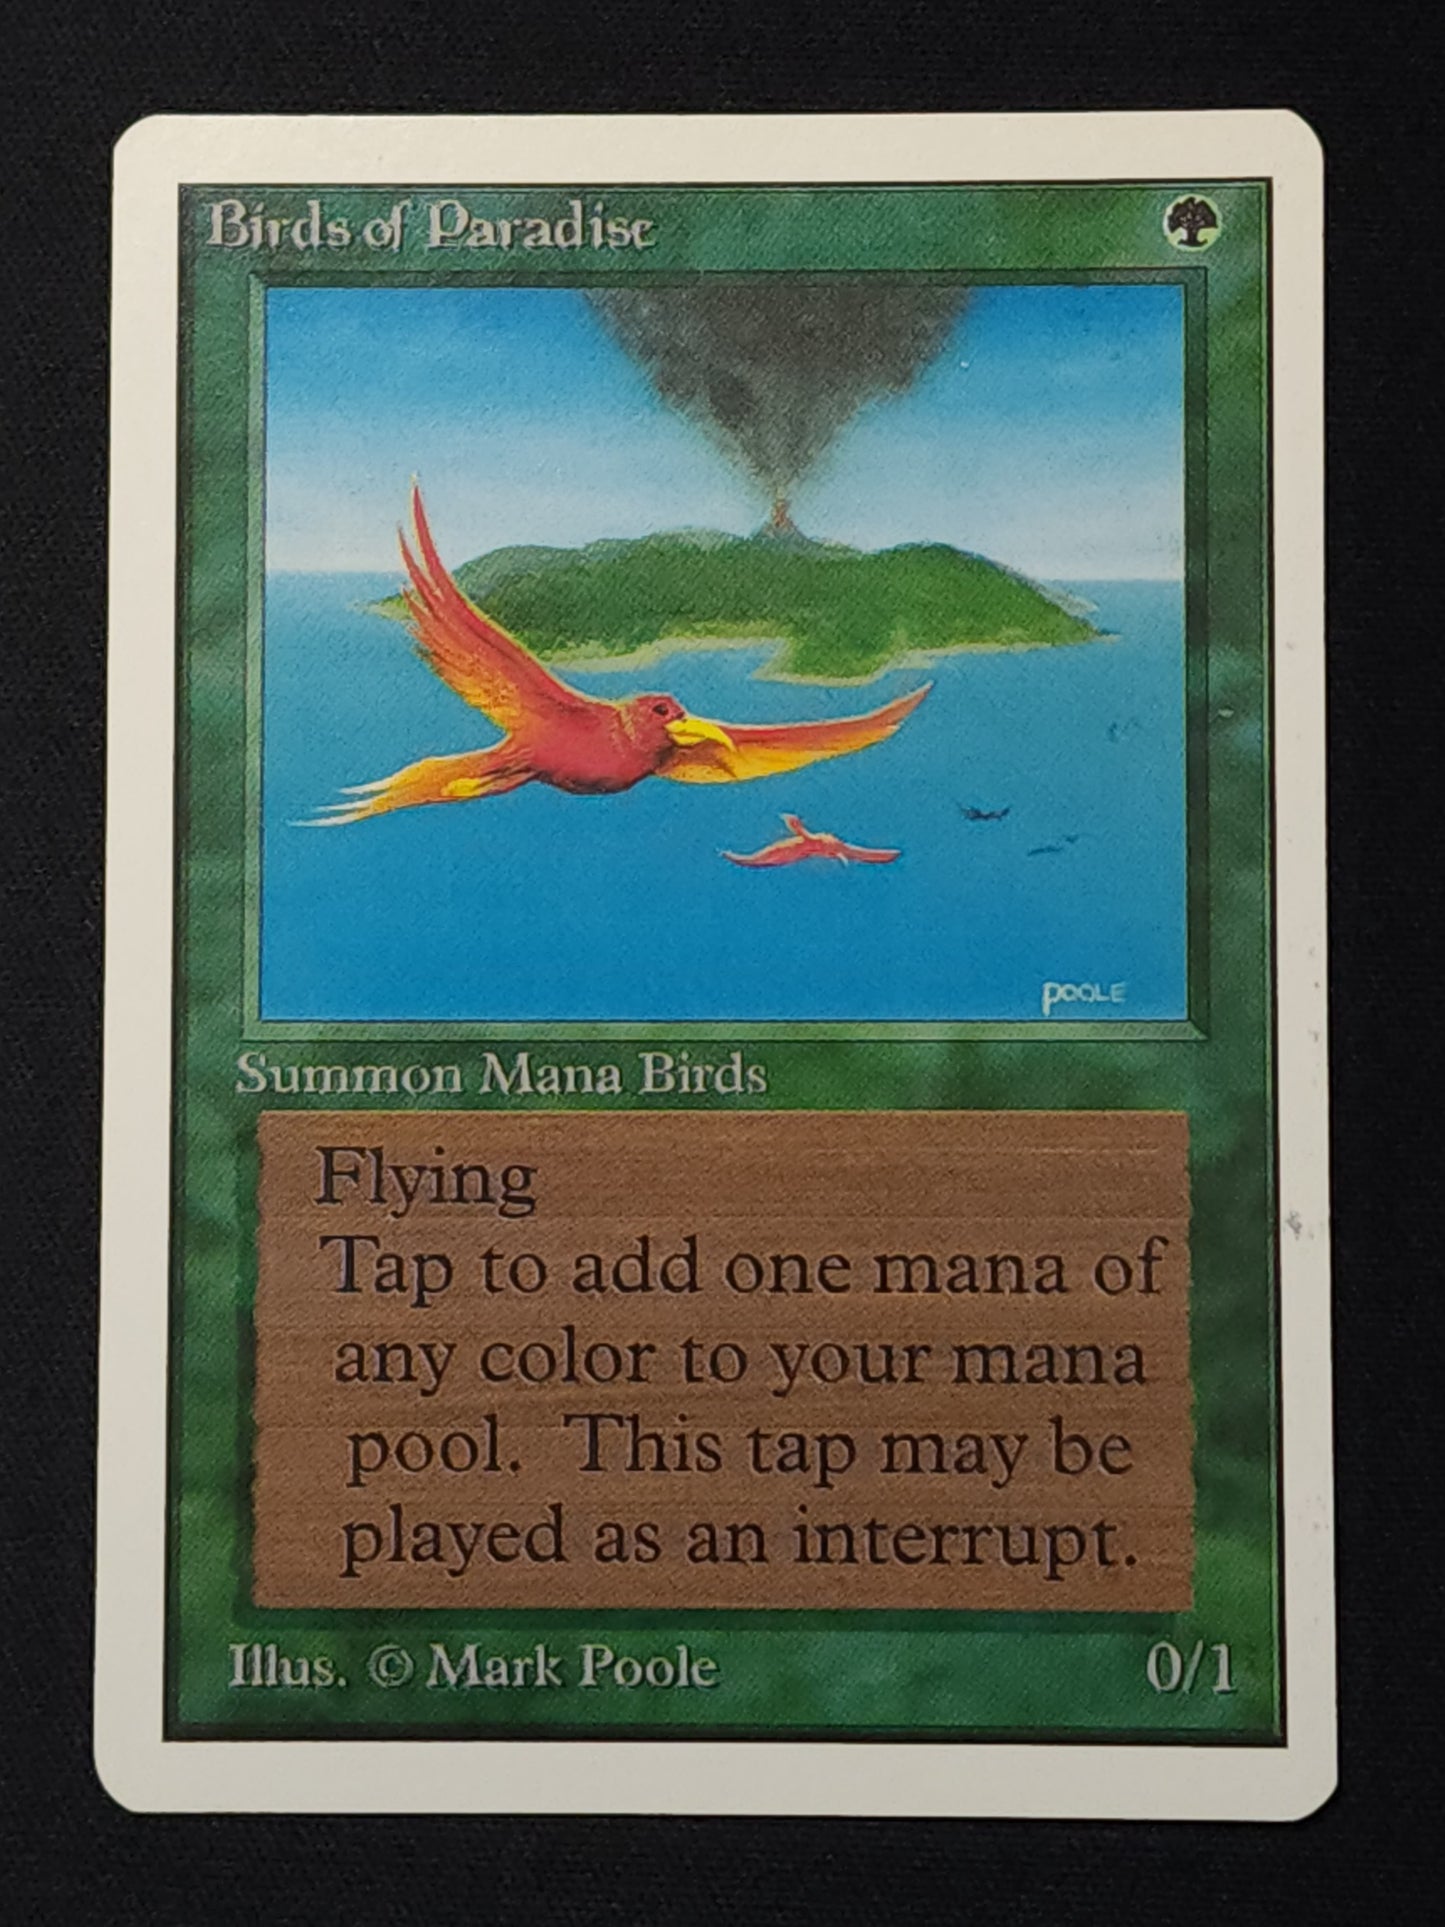 Birds of Paradise
POOLE
Summon Mana Birds
Flying
Tap to add one mana of
any color to your mana
pool. This tap may be
played as an interrupt.
Illus. © Mark Poole
0/1